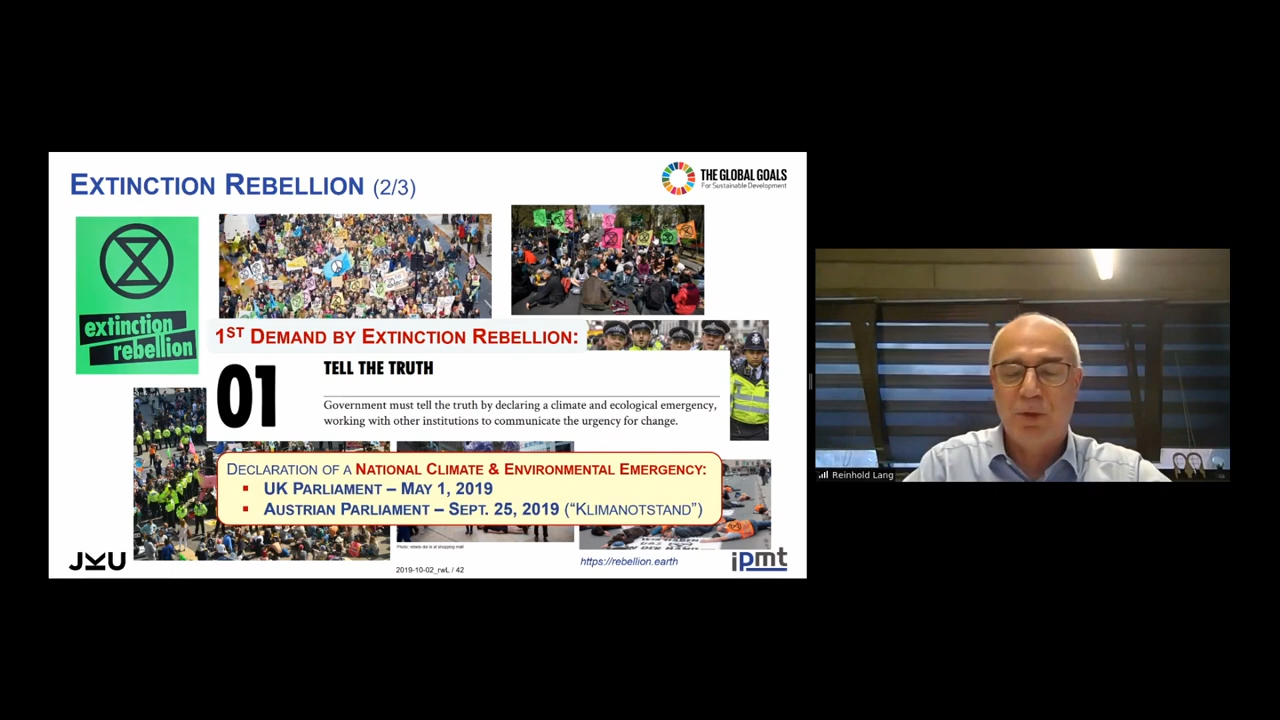 EXTINCTION REBELLION (2/3)
THE GLOBAL GOALS
For Sustainable Development
extinction
rebellion
1ST DEMAND BY EXTINCTION REBELLION:
01
TELL THE TRUTH
Government must tell the truth by declaring a climate and ecological emergency,
working with other institutions to communicate the urgency for change.
DECLARATION OF A NATIONAL CLIMATE & ENVIRONMENTAL EMERGENCY:
▪ UK PARLIAMENT – MAY 1, 2019
▪ AUSTRIAN PARLIAMENT – SEPT. 25, 2019 (“KLIMANOTSTAND”)
JKU
2019-10-02_rwL / 42
https://rebellion.earth
ipmt
Reinhold Lang